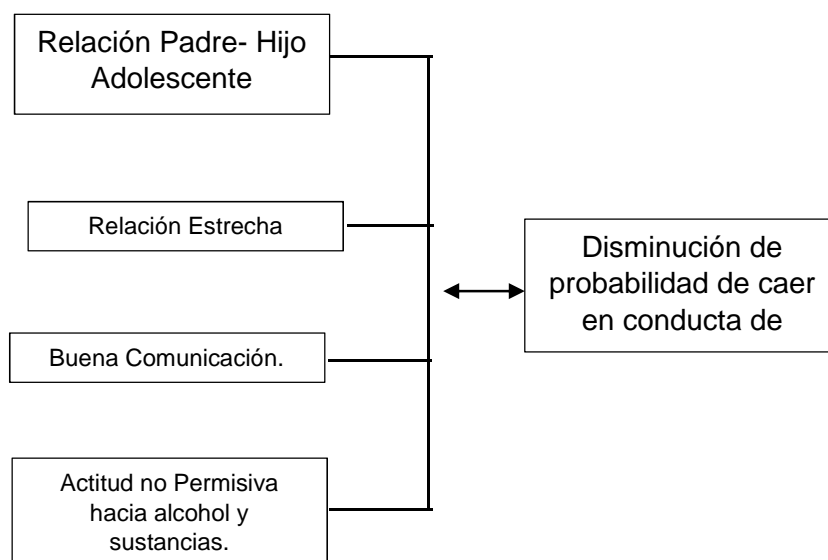 Relación Padre- Hijo
Adolescente
Relación Estrecha
Disminución de
probabilidad de caer
en conducta de
Buena Comunicación.
Actitud no Permisiva
hacia alcohol y
sustancias.